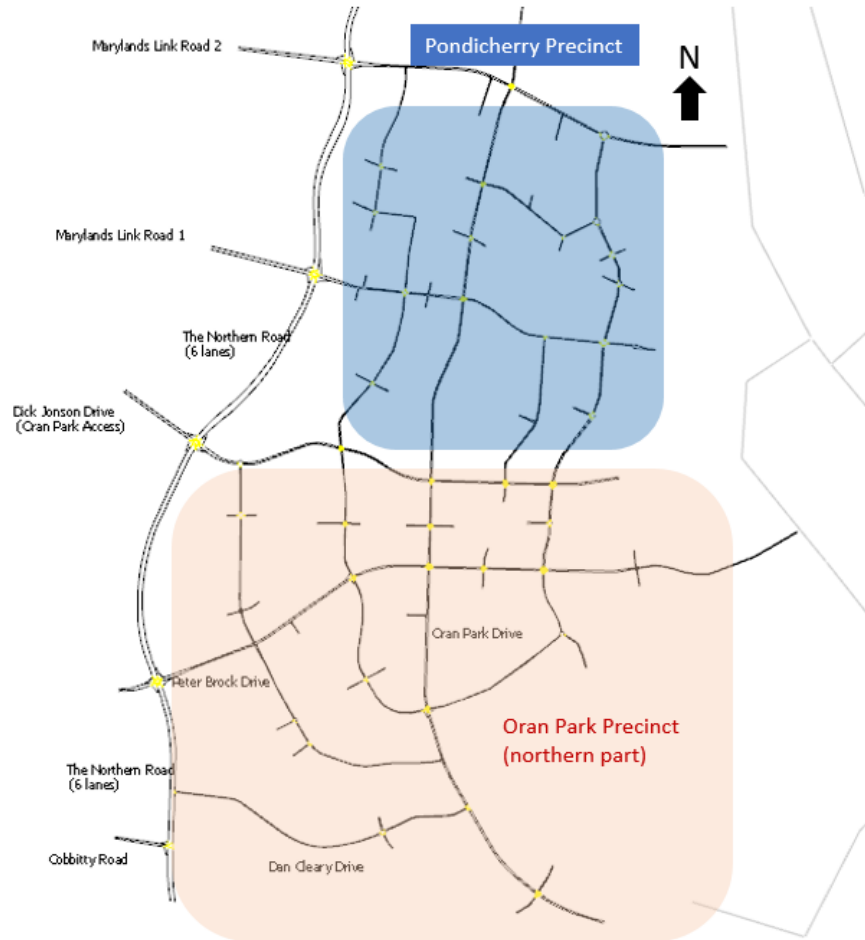 Marylands Link Road 2
Pondicherry Precinct
N
Marylands Link Road 1
The Northern Road
(6 lanes)
Dick Jonson Drive
(Cran Park Access)
Cran Park Drive
Peter Brock Drive
Oran Park Precinct
(northern part)
The Northern Road
(6 lanes)
Cobbitty Road
Dan Cleary Drive